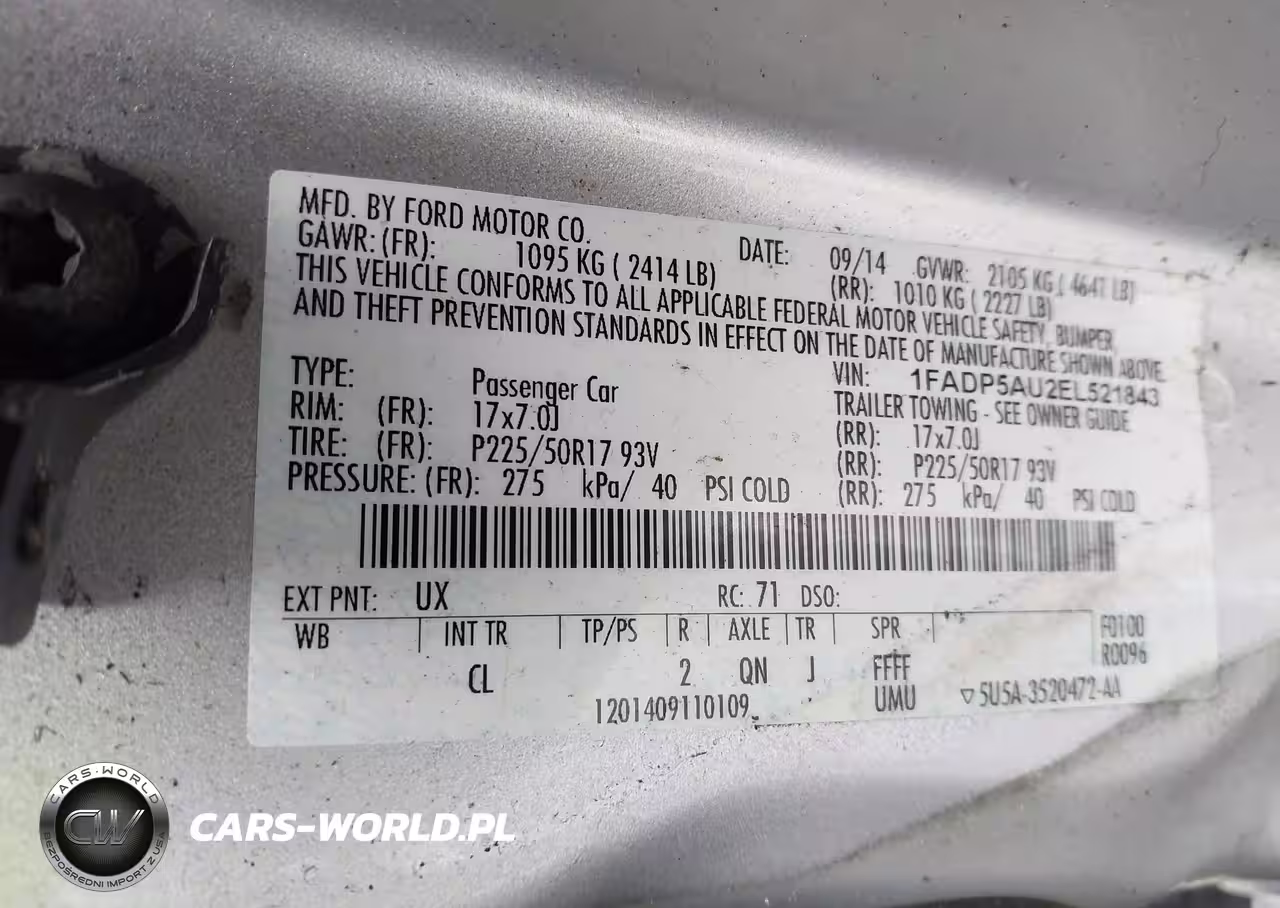 MFD. BY FORD MOTOR CO. DATE: 09/14 GVWR: 2105 KG ( 4641 LB)
GAWR: (FR): 1095 KG ( 2414 LB) (RR): 1010 KG ( 2227 LB)
THIS VEHICLE CONFORMS TO ALL APPLICABLE FEDERAL MOTOR VEHICLE SAFETY, BUMPER,
AND THEFT PREVENTION STANDARDS IN EFFECT ON THE DATE OF MANUFACTURE SHOWN ABOVE.
VIN: 1FADP5AU2EL521843
TYPE: Passenger Car TRAILER TOWING - SEE OWNER GUIDE
RIM: (FR): 17x7.0J (RR): 17x7.0J
TIRE: (FR): P225/50R17 93V (RR): P225/50R17 93V
PRESSURE: (FR): 275 kPa/ 40 PSI COLD (RR): 275 kPa/ 40 PSI COLD
EXT PNT: UX RC: 71 DSO:
WB INT TR TP/PS R AXLE TR SPR F0100
R0096
CL 2 QN J FFFF
UMU
1201409110109 ▽5U5A-3520472-AA
CARS-WORLD
CW
BEZPOŚREDNI IMPORT Z USA
CARS-WORLD.PL